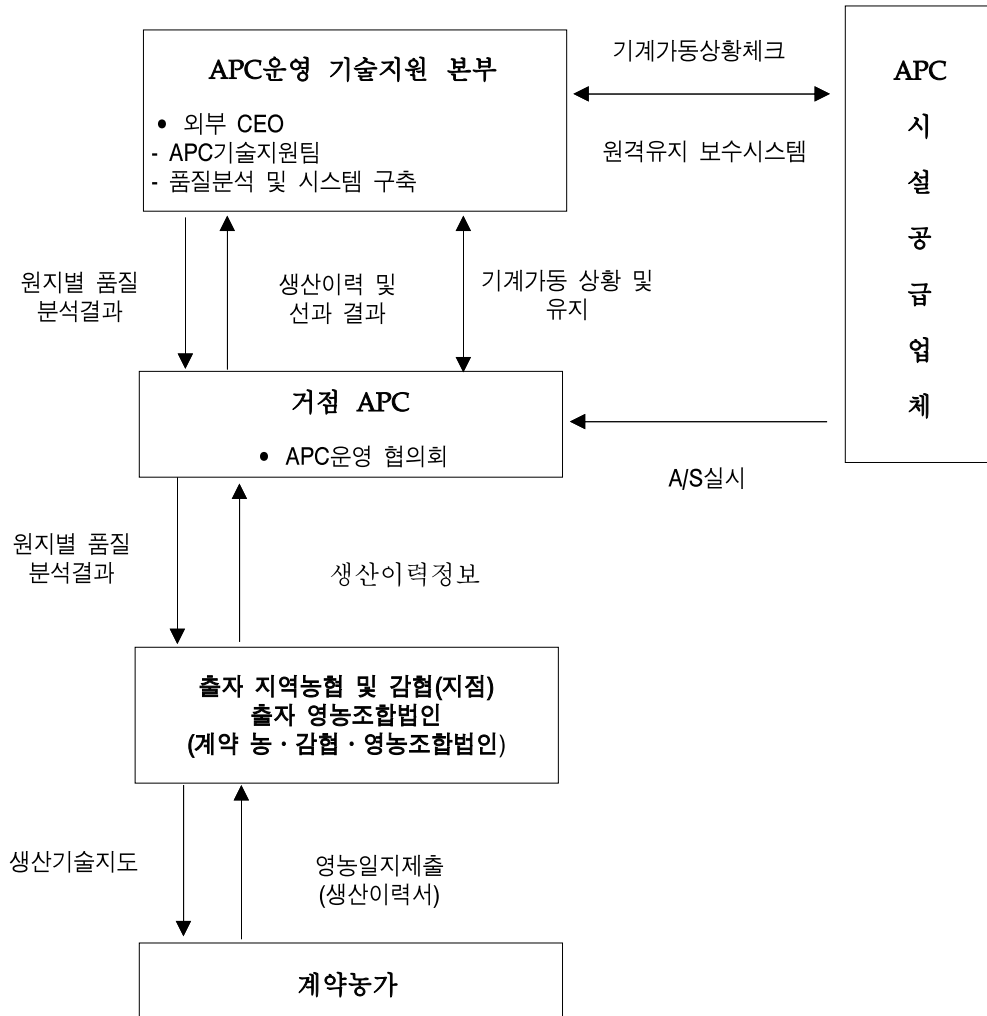 APC운영 기술지원 본부
• 외부 CEO
- APC기술지원팀
- 품질분석 및 시스템 구축
기계가동상황체크
원격유지 보수시스템
APC
시
설
공
급
업
체
원지별 품질
분석결과
생산이력 및
선과 결과
기계가동 상황 및
유지
거점 APC
• APC운영 협의회
A/S실시
원지별 품질
분석결과
생산이력정보
출자 지역농협 및 감협(지점)
출자 영농조합법인
(계약 농·감협·영농조합법인)
생산기술지도
영농일지제출
(생산이력서)
계약농가